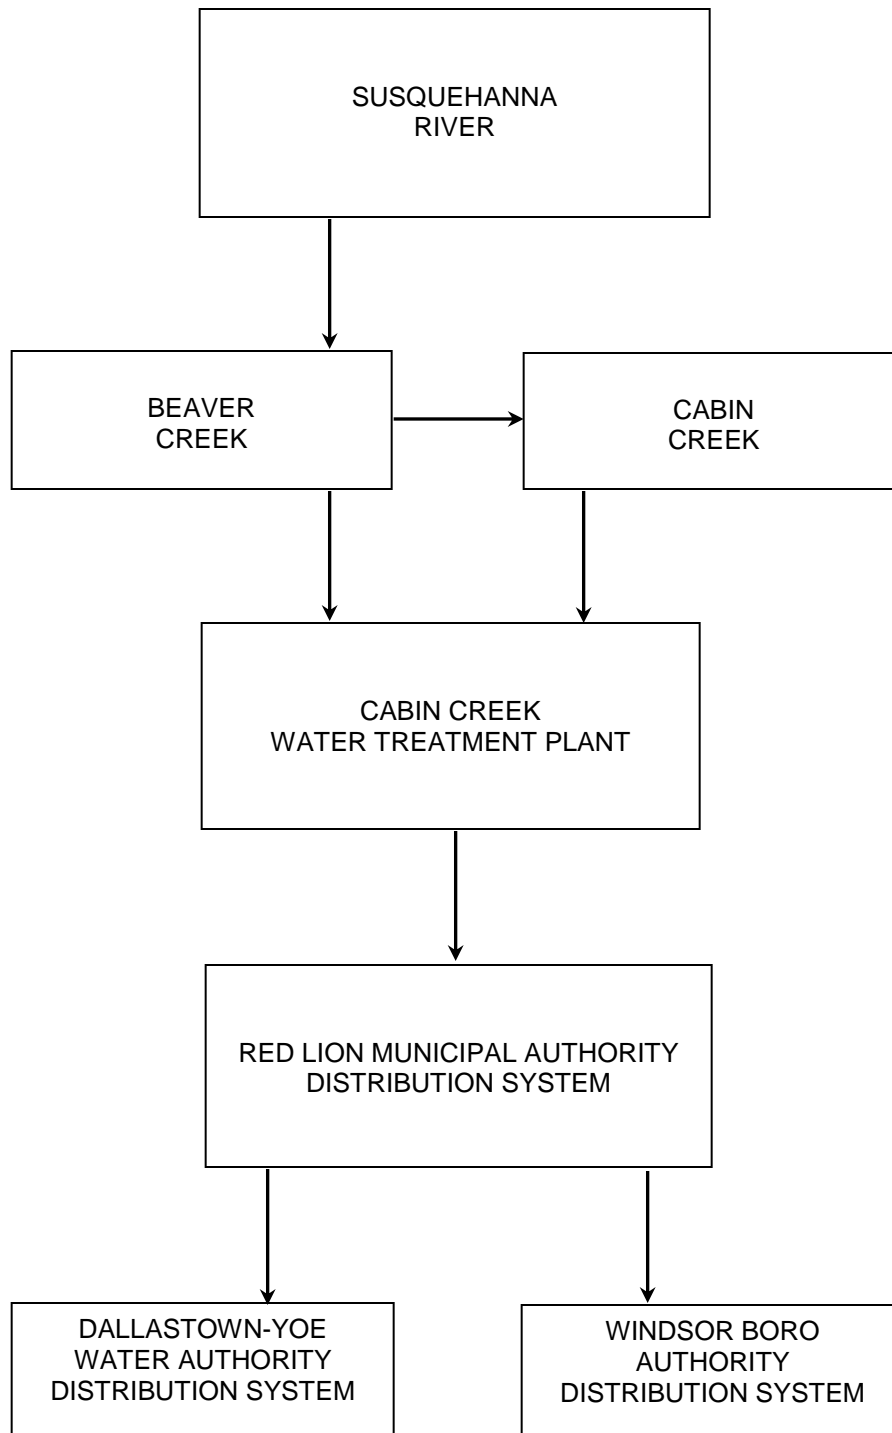 SUSQUEHANNA
RIVER
BEAVER
CREEK
CABIN
CREEK
CABIN CREEK
WATER TREATMENT PLANT
RED LION MUNICIPAL AUTHORITY
DISTRIBUTION SYSTEM
DALLASTOWN-YOE
WATER AUTHORITY
DISTRIBUTION SYSTEM
WINDSOR BORO
AUTHORITY
DISTRIBUTION SYSTEM